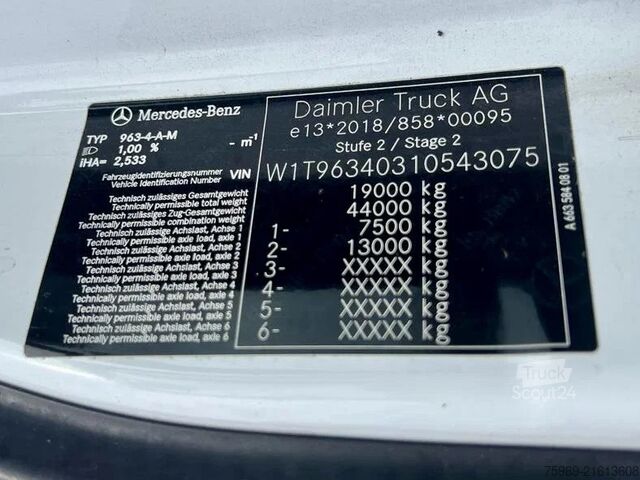 Mercedes-Benz
TYP 963-4-A-M
1,00 % - m⁻¹
iHA= 2,533
Daimler Truck AG
e13*2018/858*00095
Stufe 2 / Stage 2
Fahrzeugidentifizierungsnummer
Vehicle Identification Number VIN W1T96340310543075
Technisch zulässiges Gesamtgewicht
Technically permissible total weight 19000 kg
Technisch zulässiges Zug-Gesamtgewicht
Technically permissible combination weight 44000 kg
Technisch zulässige Achslast, Achse 1
Technically permissible axle load, axle 1 1- 7500 kg
Technisch zulässige Achslast, Achse 2
Technically permissible axle load, axle 2 2- 13000 kg
Technisch zulässige Achslast, Achse 3
Technically permissible axle load, axle 3 3- XXXXX kg
Technisch zulässige Achslast, Achse 4
Technically permissible axle load, axle 4 4- XXXXX kg
Technisch zulässige Achslast, Achse 5
Technically permissible axle load, axle 5 5- XXXXX kg
Technisch zulässige Achslast, Achse 6
Technically permissible axle load, axle 6 6- XXXXX kg
A 663 584 08 01
Truck
Scout24
75969-21613608